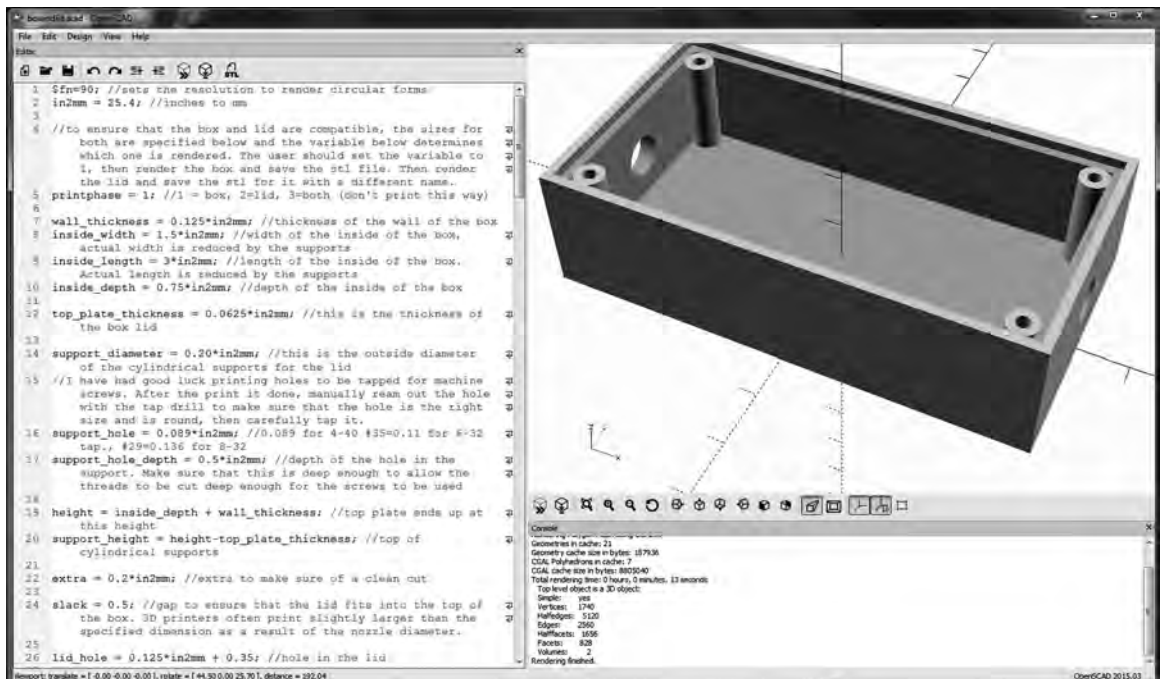 boxandlid.scad - OpenSCAD
File Edit Design View Help
Editor
STL
1 $fn=90; //sets the resolution to render circular forms
2 in2mm = 25.4; //inches to mm
3
4 //to ensure that the box and lid are compatible, the sizes for
both are specified below and the variable below determines
which one is rendered. The user should set the variable to
1, then render the box and save the stl file. Then render
the lid and save the stl for it with a different name.
5 printphase = 1; //1 = box, 2=lid, 3=both (don't print this way)
6
7 wall_thickness = 0.125*in2mm; //thickness of the wall of the box
8 inside_width = 1.5*in2mm; //width of the inside of the box,
actual width is reduced by the supports
9 inside_length = 3*in2mm; //length of the inside of the box.
Actual length is reduced by the supports
10 inside_depth = 0.75*in2mm; //depth of the inside of the box
11
12 top_plate_thickness = 0.0625*in2mm; //this is the thickness of
the box lid
13
14 support_diameter = 0.20*in2mm; //this is the outside diameter
of the cylindrical supports for the lid
15 //I have had good luck printing holes to be tapped for machine
screws. After the print it done, manually ream out the hole
with the tap drill to make sure that the hole is the right
size and is round, then carefully tap it.
16 support_hole = 0.089*in2mm; //0.089 for 4-40 #35=0.11 for 6-32
tap., #29=0.136 for 8-32
17 support_hole_depth = 0.5*in2mm; //depth of the hole in the
support. Make sure that this is deep enough to allow the
threads to be cut deep enough for the screws to be used
18
19 height = inside_depth + wall_thickness; //top plate ends up at
this height
20 support_height = height-top_plate_thickness; //top of
cylindrical supports
21
22 extra = 0.2*in2mm; //extra to make sure of a clean cut
23
24 slack = 0.5; //gap to ensure that the lid fits into the top of
the box. 3D printers often print slightly larger than the
specified dimension as a result of the nozzle diameter.
25
26 lid_hole = 0.125*in2mm + 0.35; //hole in the lid
Console
Geometries in cache: 21
Geometry cache size in bytes: 187936
CGAL Polyhedrons in cache: 7
CGAL cache size in bytes: 8805040
Total rendering time: 0 hours, 0 minutes, 13 seconds
Top level object is a 3D object:
Simple: yes
Vertices: 1740
Halfedges: 5120
Edges: 2560
Halffacets: 1656
Facets: 828
Volumes: 2
Rendering finished.
Viewport: translate = [ -0.00 -0.00 -0.00 ], rotate = [ 44.50 0.00 25.70 ], distance = 192.04
OpenSCAD 2015.03